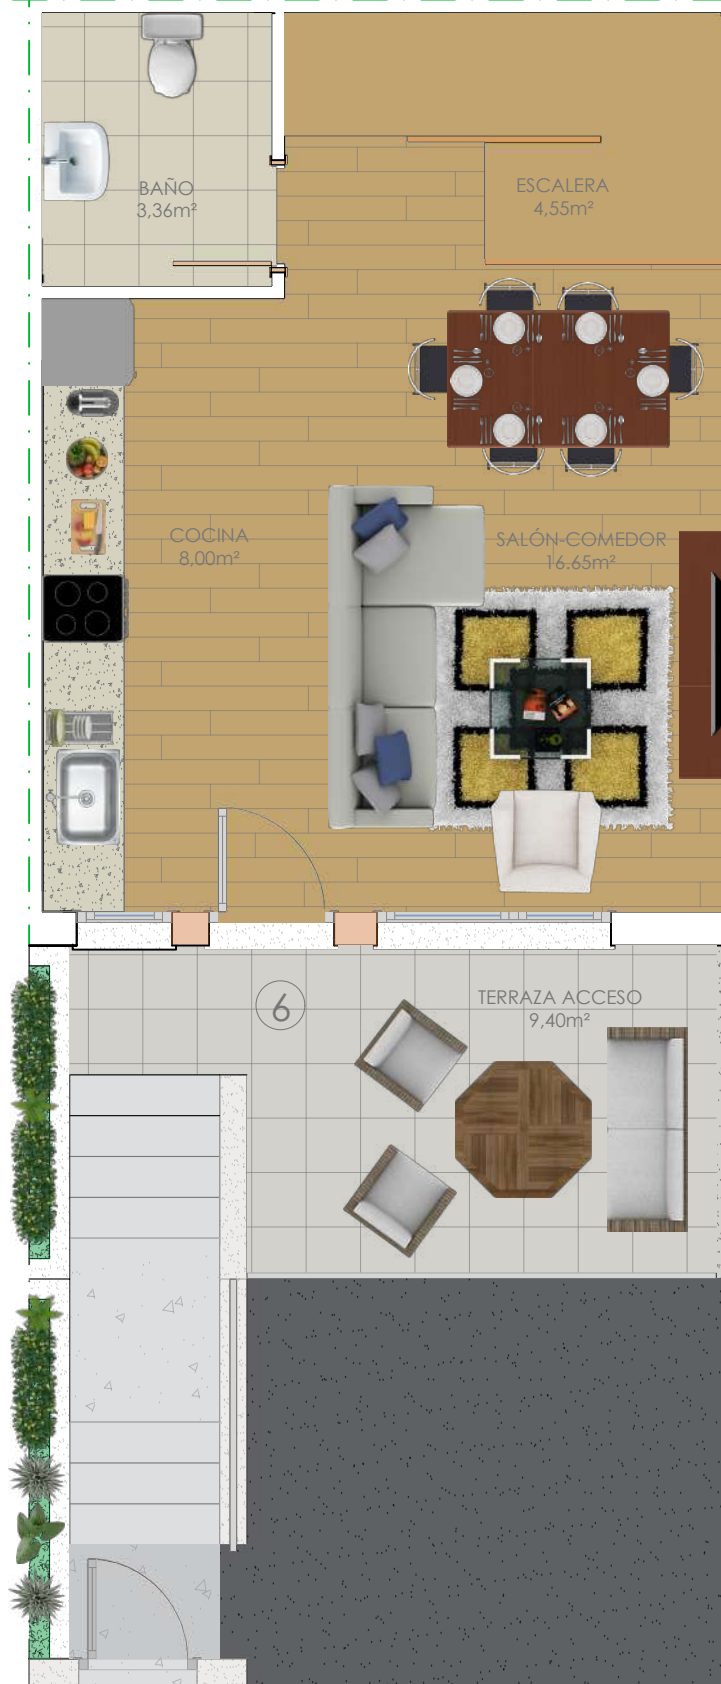 BAÑO
3,36m²
ESCALERA
4,55m²
COCINA
8,00m²
SALÓN-COMEDOR
16.65m²
6
TERRAZA ACCESO
9,40m²